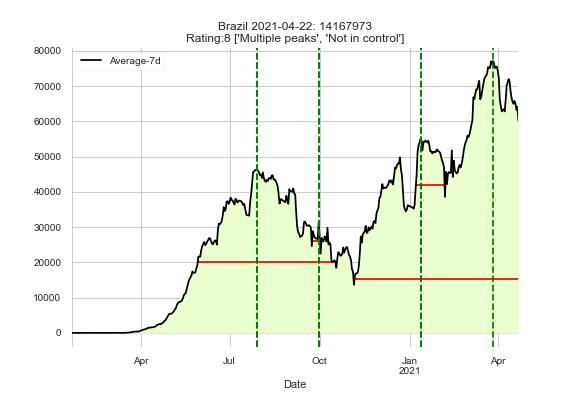 Brazil 2021-04-22: 14167973
Rating:8 ['Multiple peaks', 'Not in control']
Average-7d
80000
70000
60000
50000
40000
30000
20000
10000
0
Apr
Jul
Oct
Jan
2021
Apr
Date